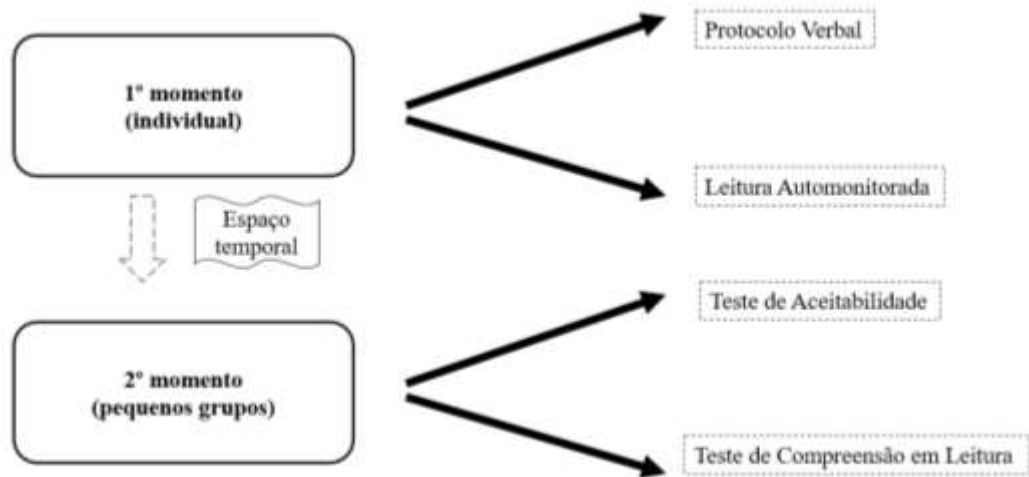 1º momento
(individual)
Protocolo Verbal
Leitura Automonitorada
Espaço
temporal
2º momento
(pequenos grupos)
Teste de Aceitabilidade
Teste de Compreensão em Leitura